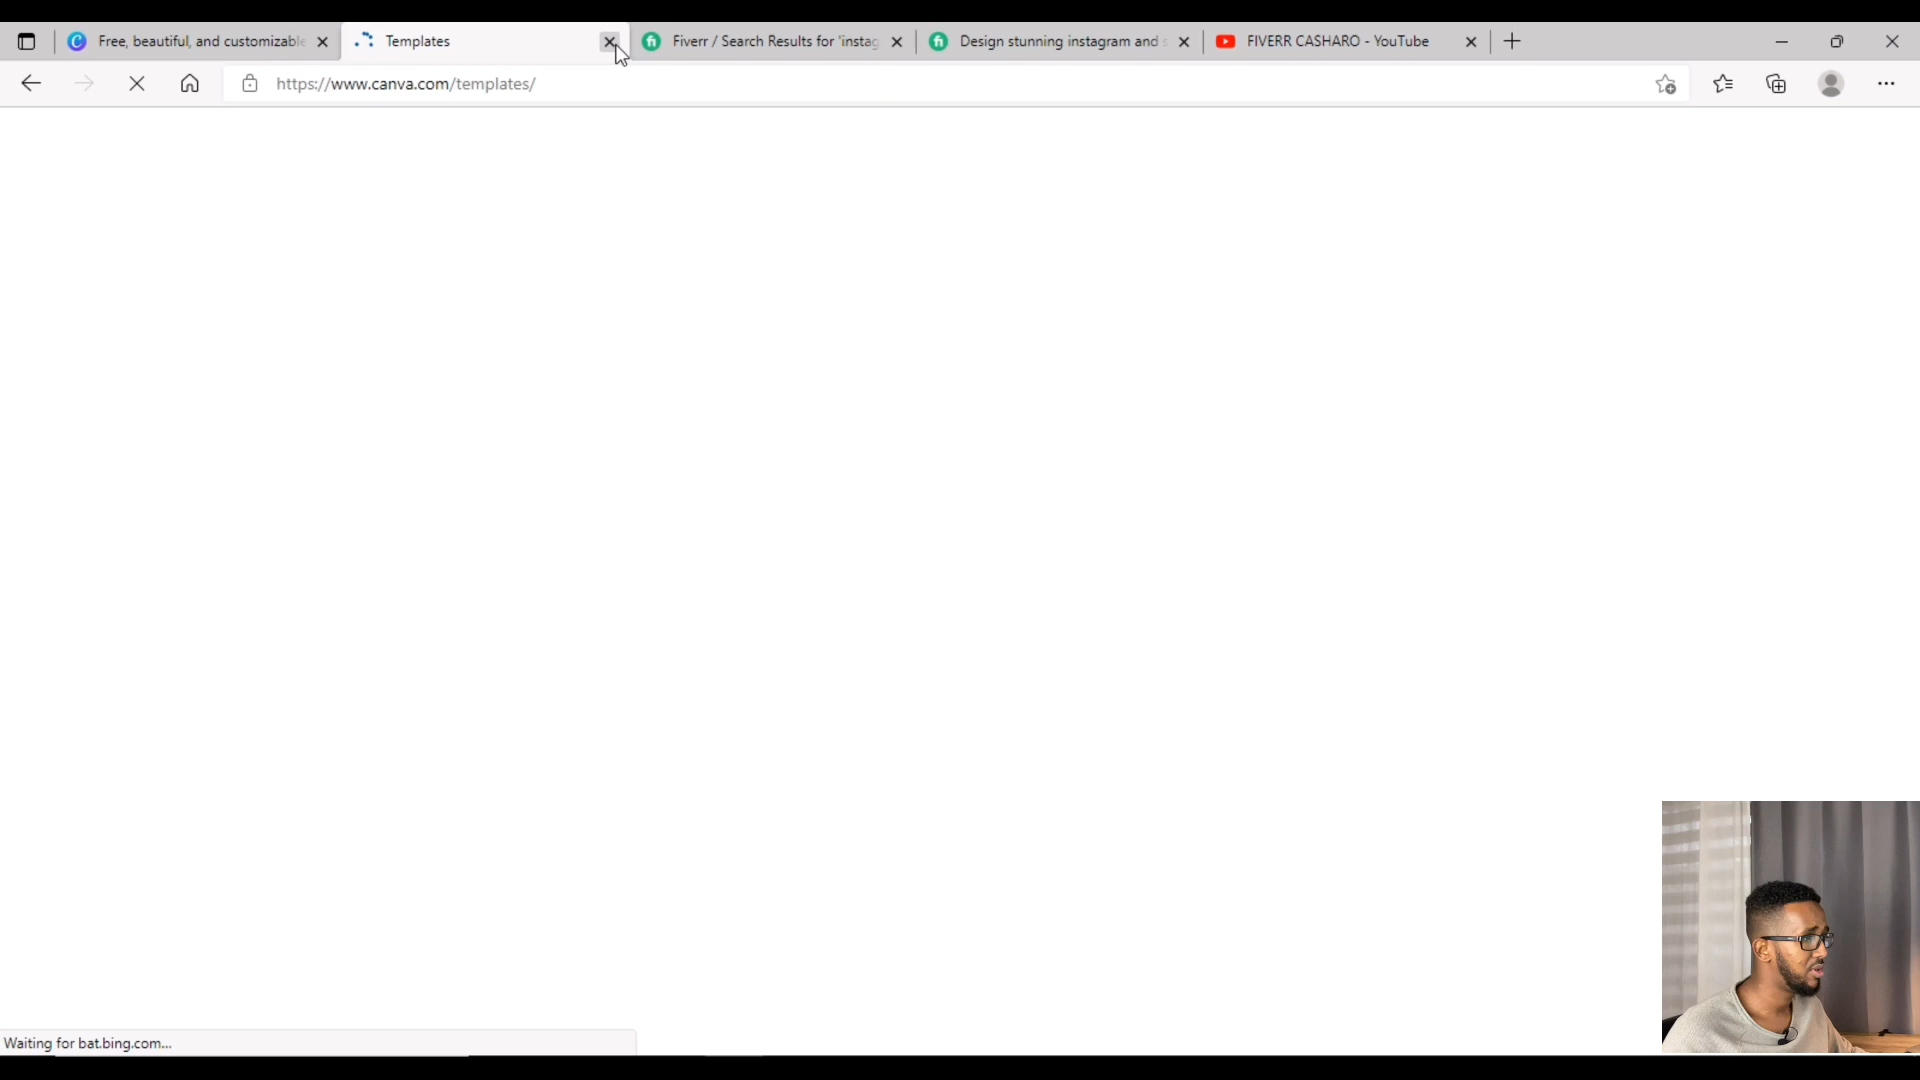 Free, beautiful, and customizable
Templates
Fiverr / Search Results for 'instag
Design stunning instagram and s
FIVERR CASHARO - YouTube
https://www.canva.com/templates/
Waiting for bat.bing.com...